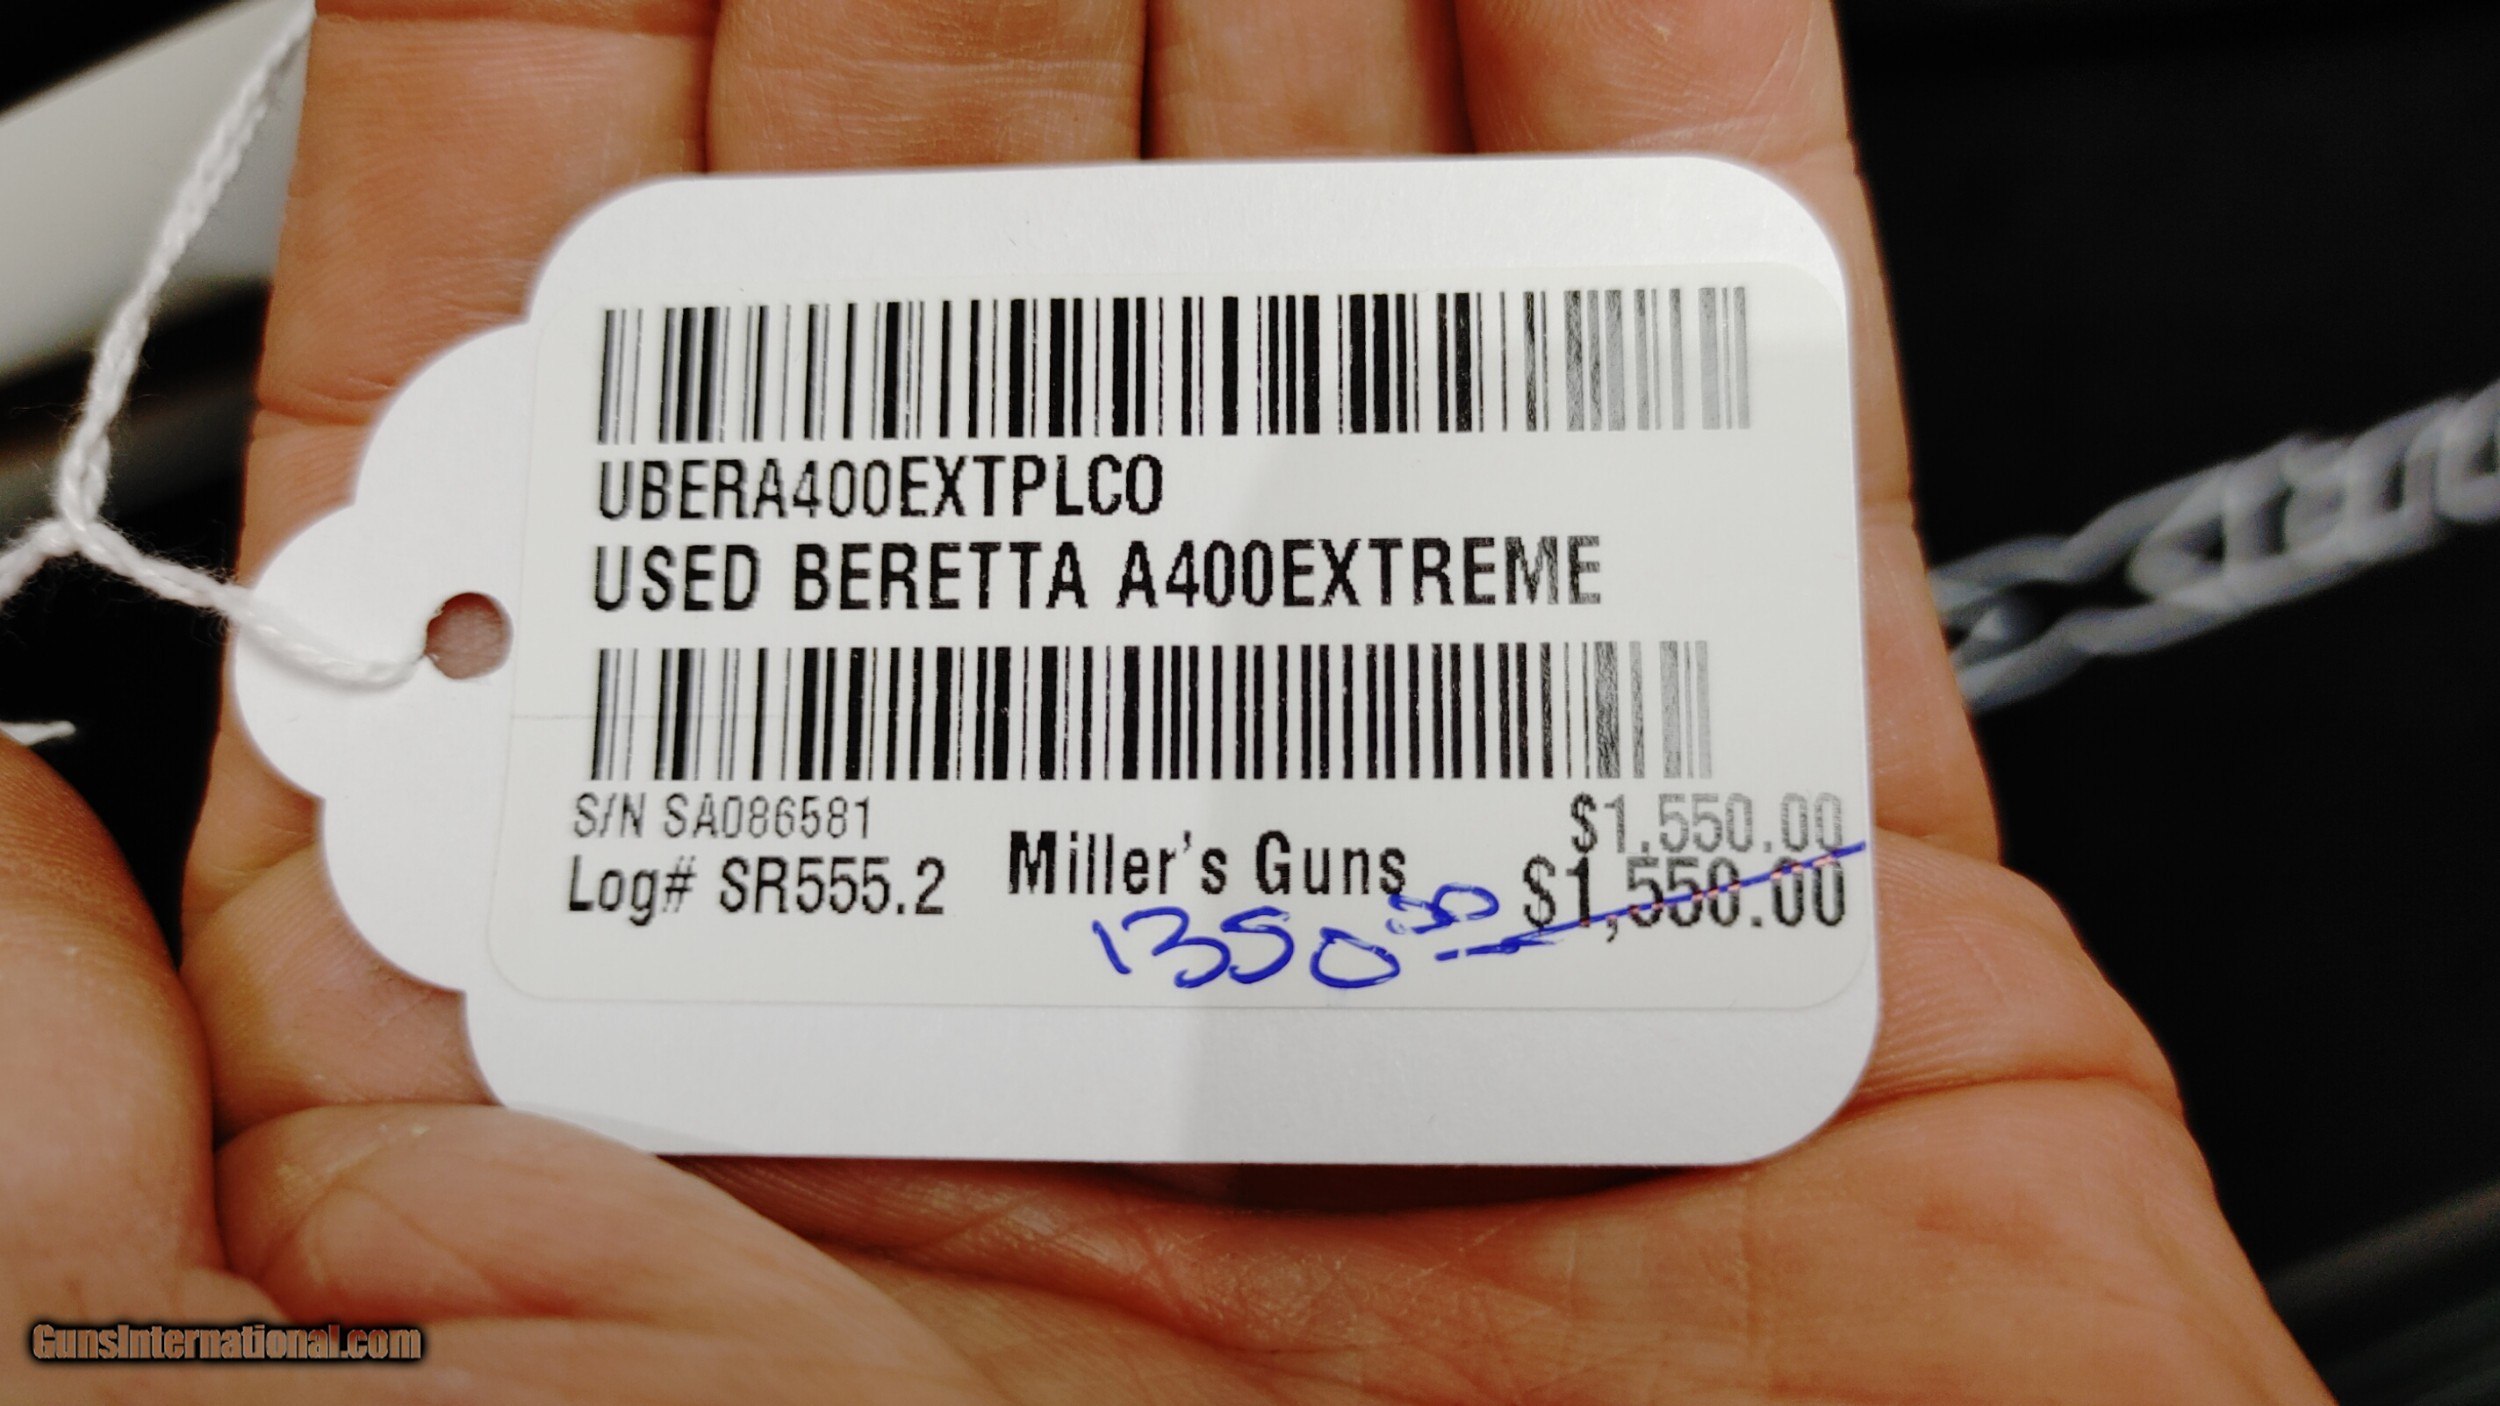 UBERA400EXTPLCO
USED BERETTA A400EXTREME
S/N SA086581
$1.550.00
Log# SR555.2
Miller's Guns
$1,550.00
1350.00
GunsInternational.com